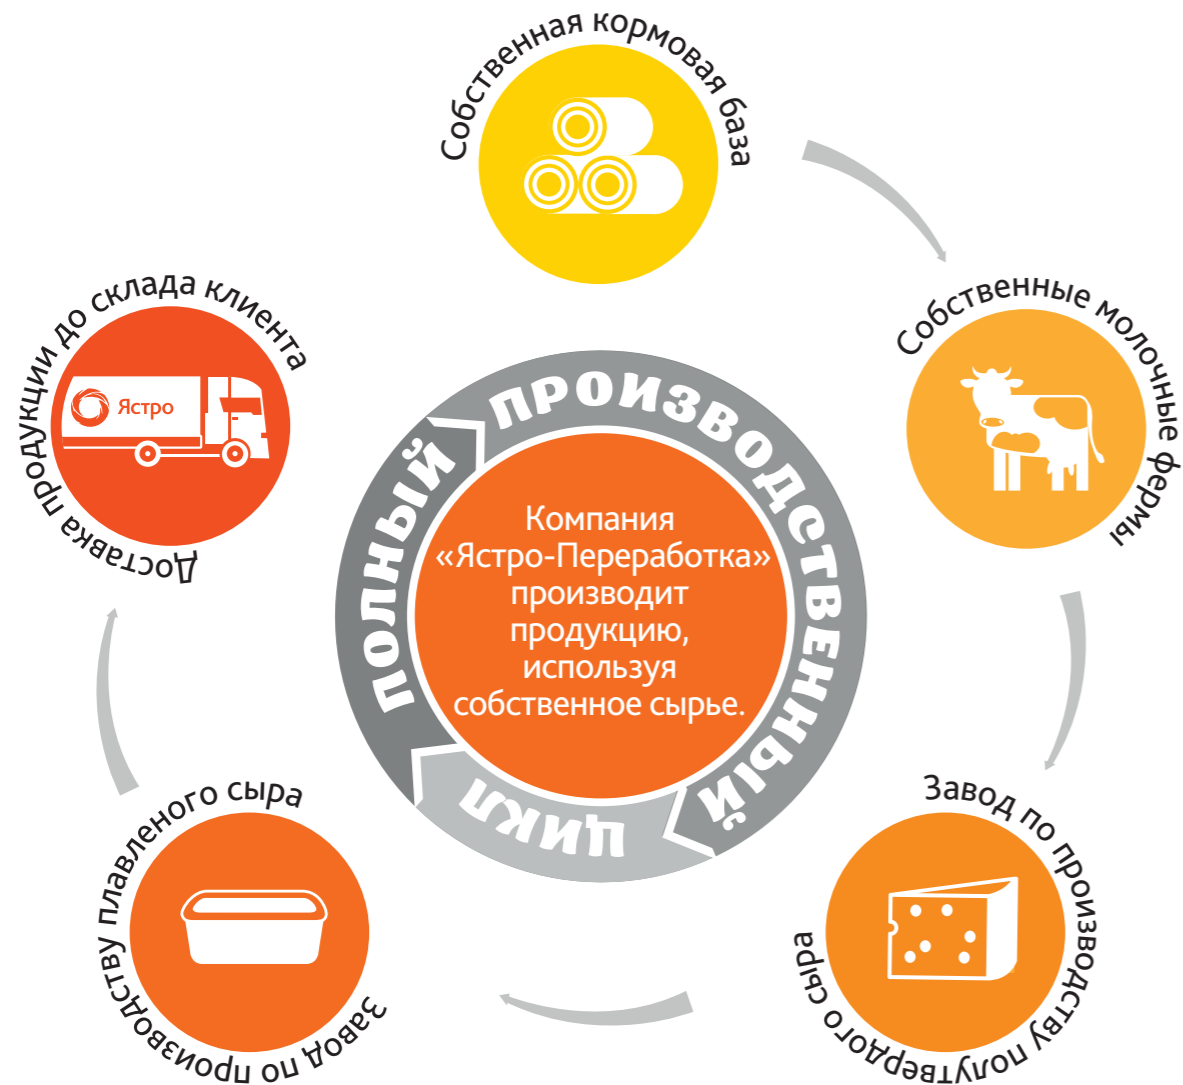 Собственная кормовая база
Собственные молочные фермы
Завод по производству полутвердого сыра
Завод по производству плавленого сыра
Доставка продукции до склада клиента
Ястро
ПОЛНЫЙ ПРОИЗВОДСТВЕННЫЙ ЦИКЛ
Компания
«Ястро-Переработка»
производит
продукцию,
используя
собственное сырье.